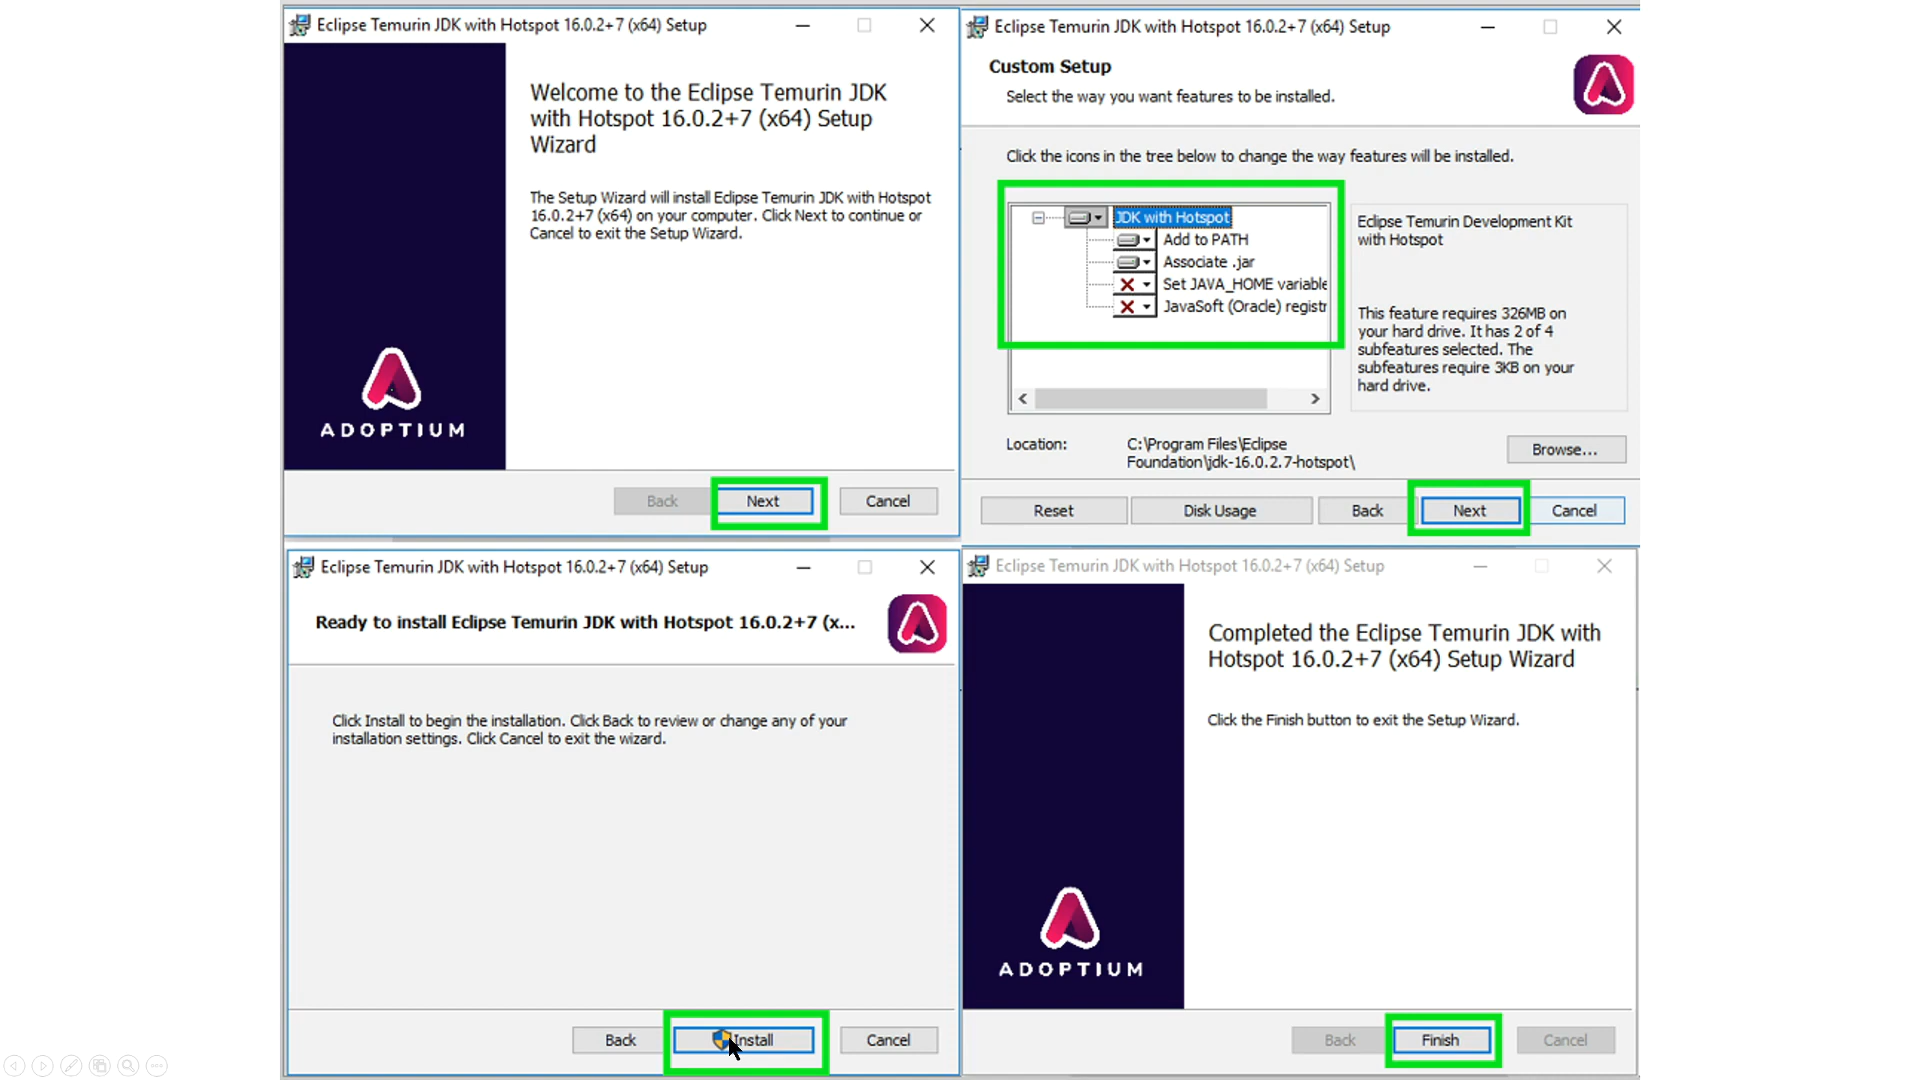 Eclipse Temurin JDK with Hotspot 16.0.2+7 (x64) Setup
Welcome to the Eclipse Temurin JDK
with Hotspot 16.0.2+7 (x64) Setup
Wizard
The Setup Wizard will install Eclipse Temurin JDK with Hotspot
16.0.2+7 (x64) on your computer. Click Next to continue or
Cancel to exit the Setup Wizard.
ADOPTIUM
Back
Next
Cancel
Eclipse Temurin JDK with Hotspot 16.0.2+7 (x64) Setup
Custom Setup
Select the way you want features to be installed.
Click the icons in the tree below to change the way features will be installed.
JDK with Hotspot
Add to PATH
Associate .jar
Set JAVA_HOME variable
JavaSoft (Oracle) registr
Eclipse Temurin Development Kit
with Hotspot
This feature requires 326MB on
your hard drive. It has 2 of 4
subfeatures selected. The
subfeatures require 3KB on your
hard drive.
Location:
C:\Program Files\Eclipse
Foundation\jdk-16.0.2.7-hotspot\
Browse...
Reset
Disk Usage
Back
Next
Cancel
Eclipse Temurin JDK with Hotspot 16.0.2+7 (x64) Setup
Ready to install Eclipse Temurin JDK with Hotspot 16.0.2+7 (x...
Click Install to begin the installation. Click Back to review or change any of your
installation settings. Click Cancel to exit the wizard.
Back
Install
Cancel
Eclipse Temurin JDK with Hotspot 16.0.2+7 (x64) Setup
Completed the Eclipse Temurin JDK with
Hotspot 16.0.2+7 (x64) Setup Wizard
Click the Finish button to exit the Setup Wizard.
ADOPTIUM
Back
Finish
Cancel